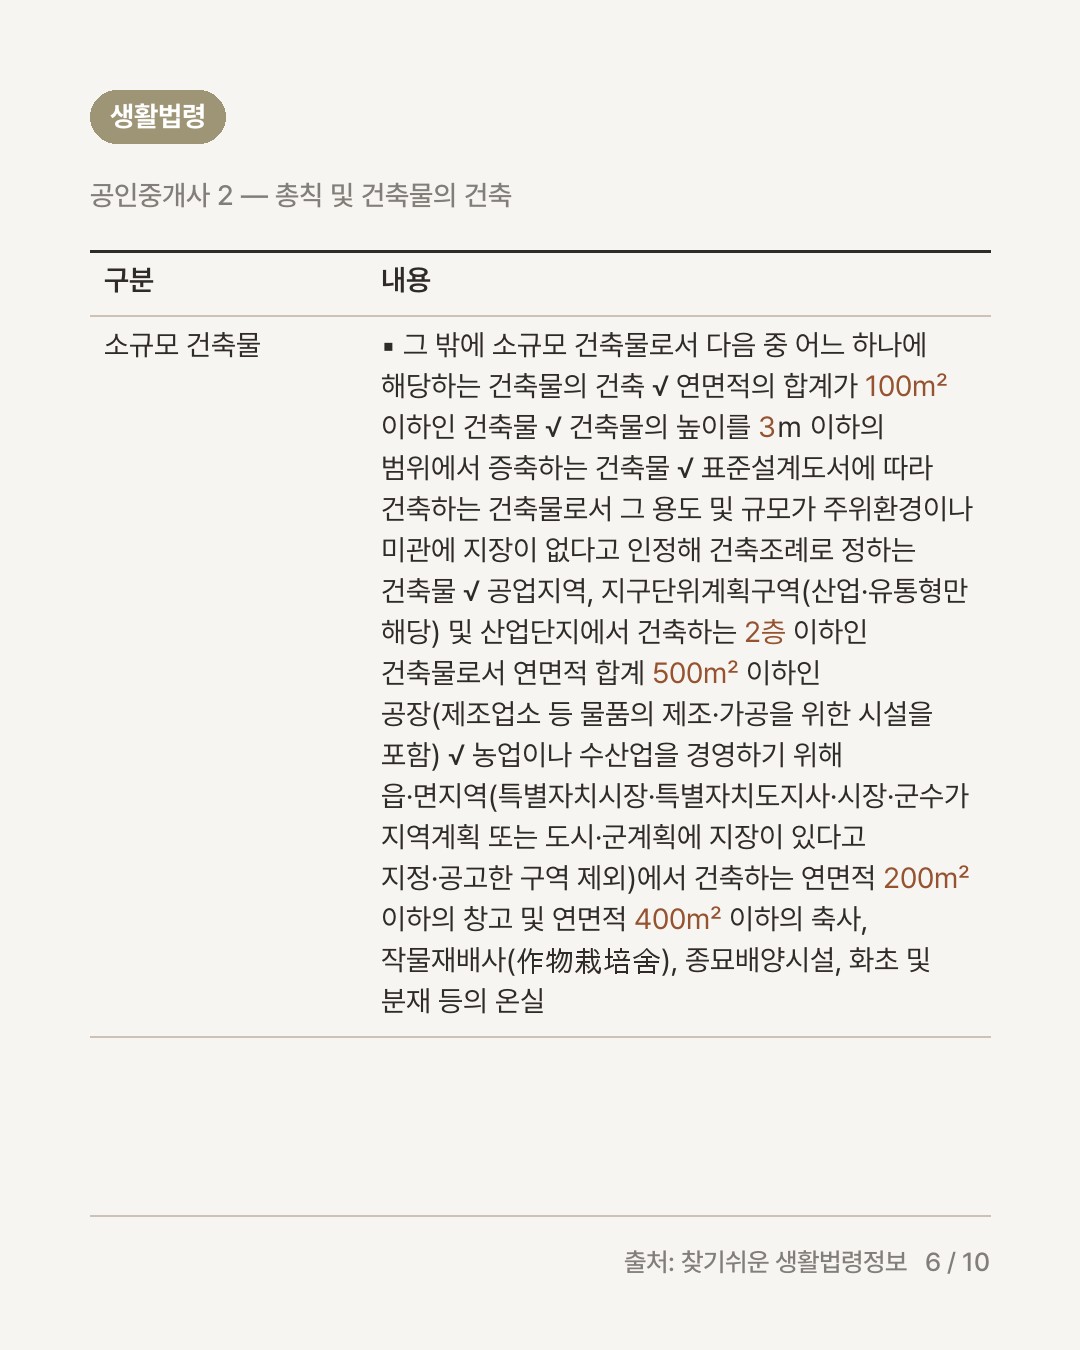 생활법령
공인중개사 2 — 총칙 및 건축물의 건축
구분 내용
소규모 건축물 ▪ 그 밖에 소규모 건축물로서 다음 중 어느 하나에
해당하는 건축물의 건축 √ 연면적의 합계가 100m²
이하인 건축물 √ 건축물의 높이를 3m 이하의
범위에서 증축하는 건축물 √ 표준설계도서에 따라
건축하는 건축물로서 그 용도 및 규모가 주위환경이나
미관에 지장이 없다고 인정해 건축조례로 정하는
건축물 √ 공업지역, 지구단위계획구역(산업·유통형만
해당) 및 산업단지에서 건축하는 2층 이하인
건축물로서 연면적 합계 500m² 이하인
공장(제조업소 등 물품의 제조·가공을 위한 시설을
포함) √ 농업이나 수산업을 경영하기 위해
읍·면지역(특별자치시장·특별자치도지사·시장·군수가
지역계획 또는 도시·군계획에 지장이 있다고
지정·공고한 구역 제외)에서 건축하는 연면적 200m²
이하의 창고 및 연면적 400m² 이하의 축사,
작물재배사(作物栽培舍), 종묘배양시설, 화초 및
분재 등의 온실
출처: 찾기쉬운 생활법령정보 6 / 10